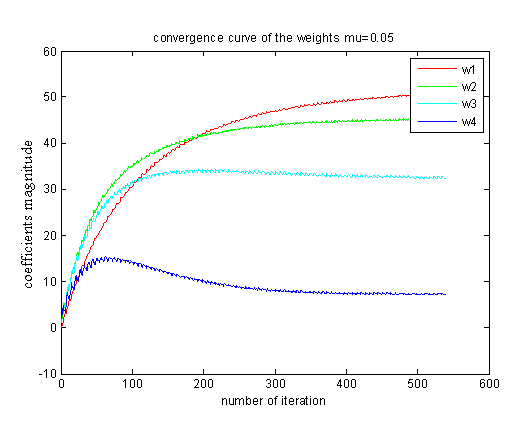 convergence curve of the weights mu=0.05
60
50
40
30
20
10
0
-10
coefficients magnitude
w1
w2
w3
w4
0 100 200 300 400 500 600
number of iteration